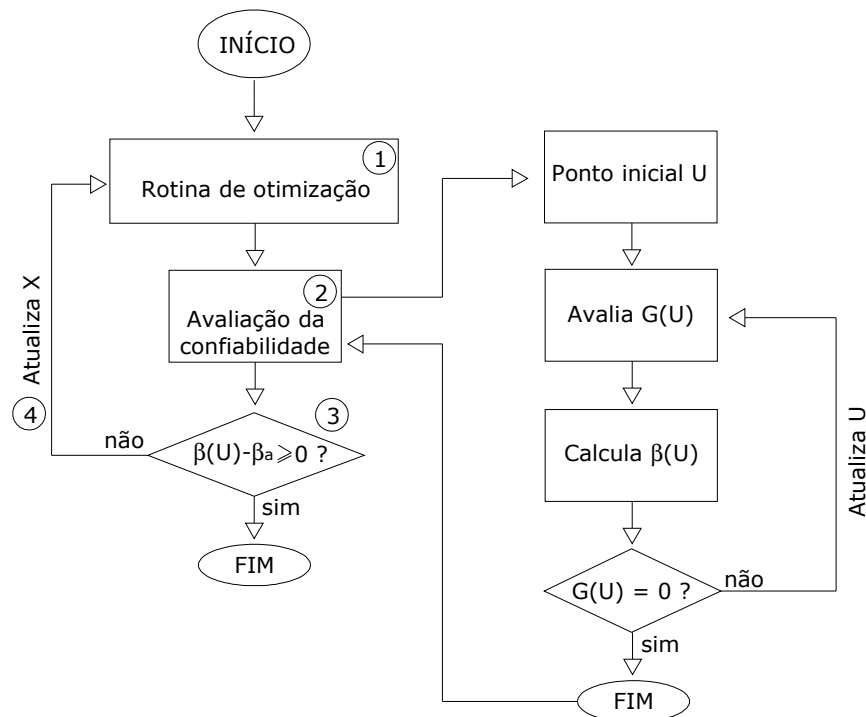 INÍCIO
1
Rotina de otimização
2
Avaliação da
confiabilidade
3
β(U)-βa⩾0 ?
não
sim
FIM
4
Atualiza X
Ponto inicial U
Avalia G(U)
Calcula β(U)
G(U) = 0 ?
não
sim
FIM
Atualiza U